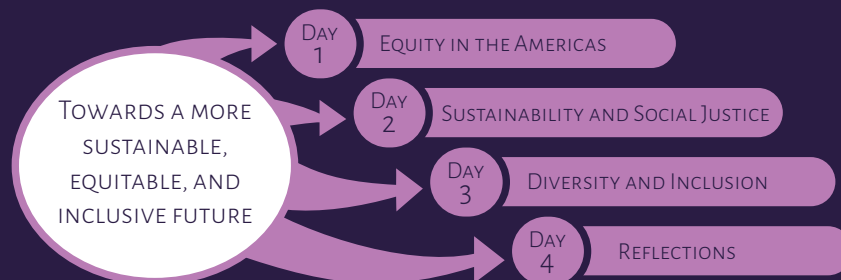 Towards a more
sustainable,
equitable, and
inclusive future
Day
1
Equity in the Americas
Day
2
Sustainability and Social Justice
Day
3
Diversity and Inclusion
Day
4
Reflections